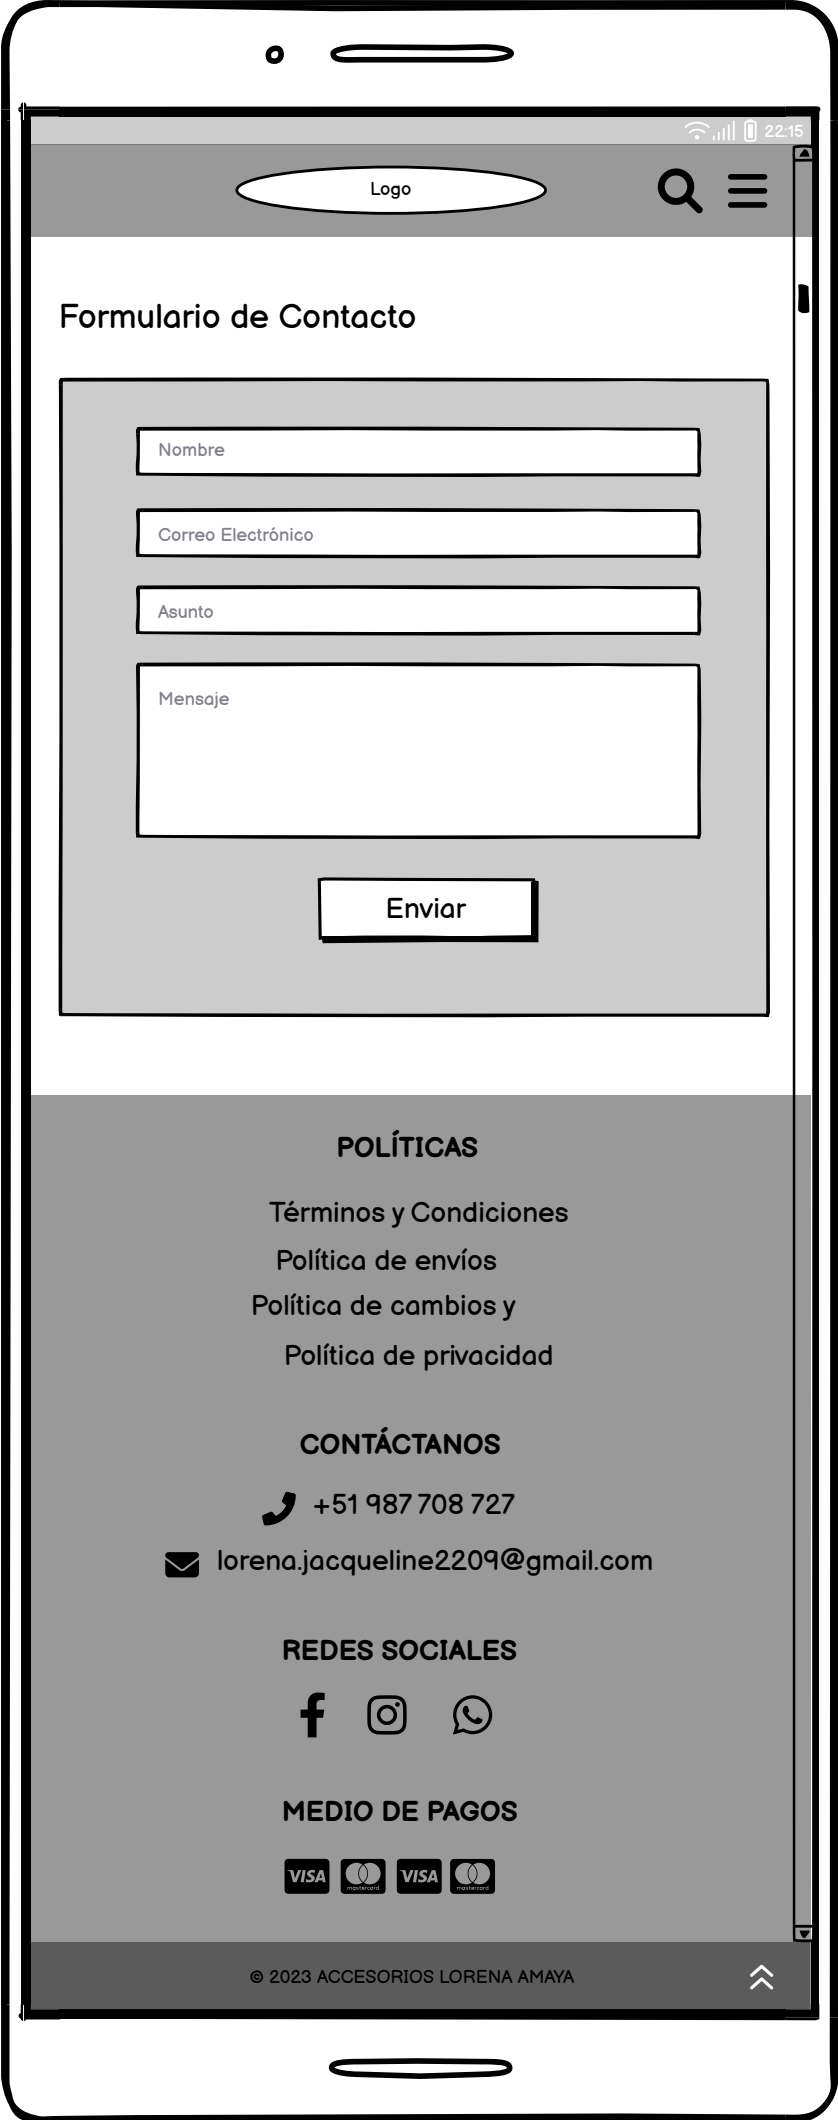 22:15
Logo
Formulario de Contacto
Nombre
Correo Electrónico
Asunto
Mensaje
Enviar
POLÍTICAS
Términos y Condiciones
Política de envíos
Política de cambios y
Política de privacidad
CONTÁCTANOS
+51 987 708 727
lorena.jacqueline2209@gmail.com
REDES SOCIALES
MEDIO DE PAGOS
VISA mastercard VISA mastercard
© 2023 ACCESORIOS LORENA AMAYA